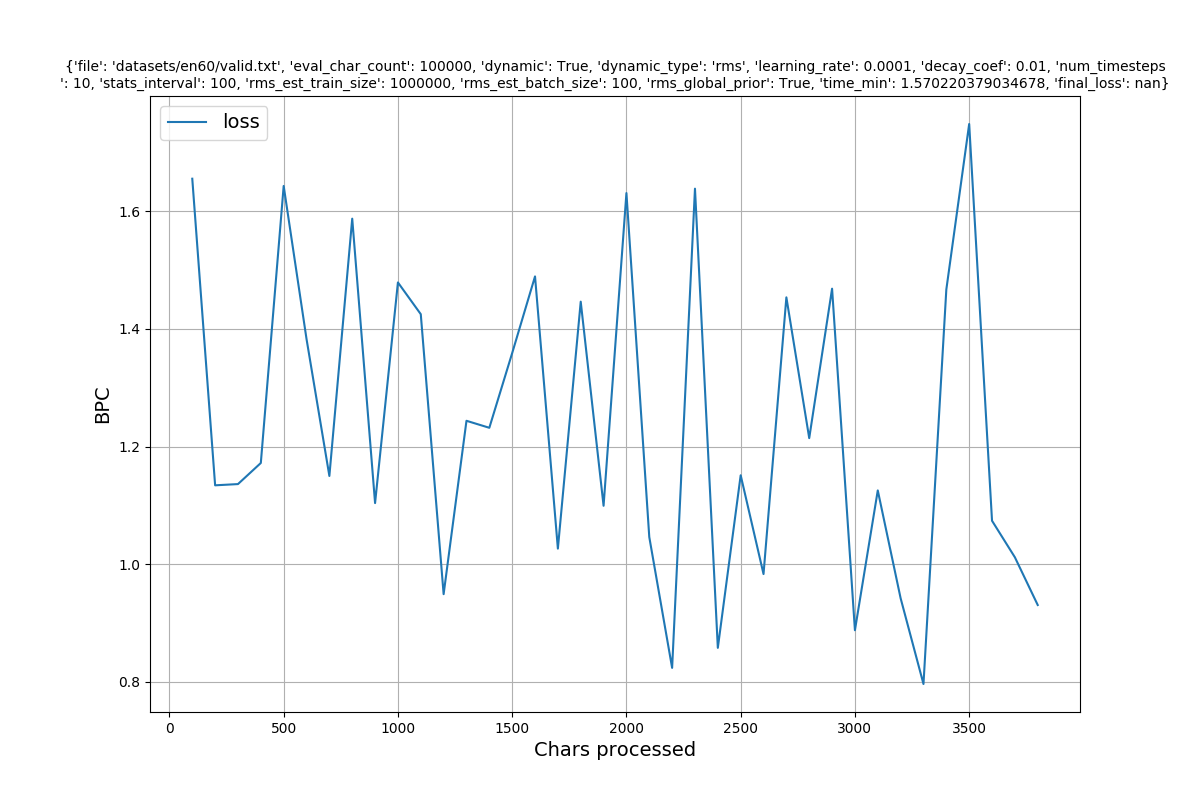 {'file': 'datasets/en60/valid.txt', 'eval_char_count': 100000, 'dynamic': True, 'dynamic_type': 'rms', 'learning_rate': 0.0001, 'decay_coef': 0.01, 'num_timesteps
': 10, 'stats_interval': 100, 'rms_est_train_size': 1000000, 'rms_est_batch_size': 100, 'rms_global_prior': True, 'time_min': 1.570220379034678, 'final_loss': nan}
loss
1.6
1.4
1.2
1.0
0.8
BPC
0 500 1000 1500 2000 2500 3000 3500
Chars processed